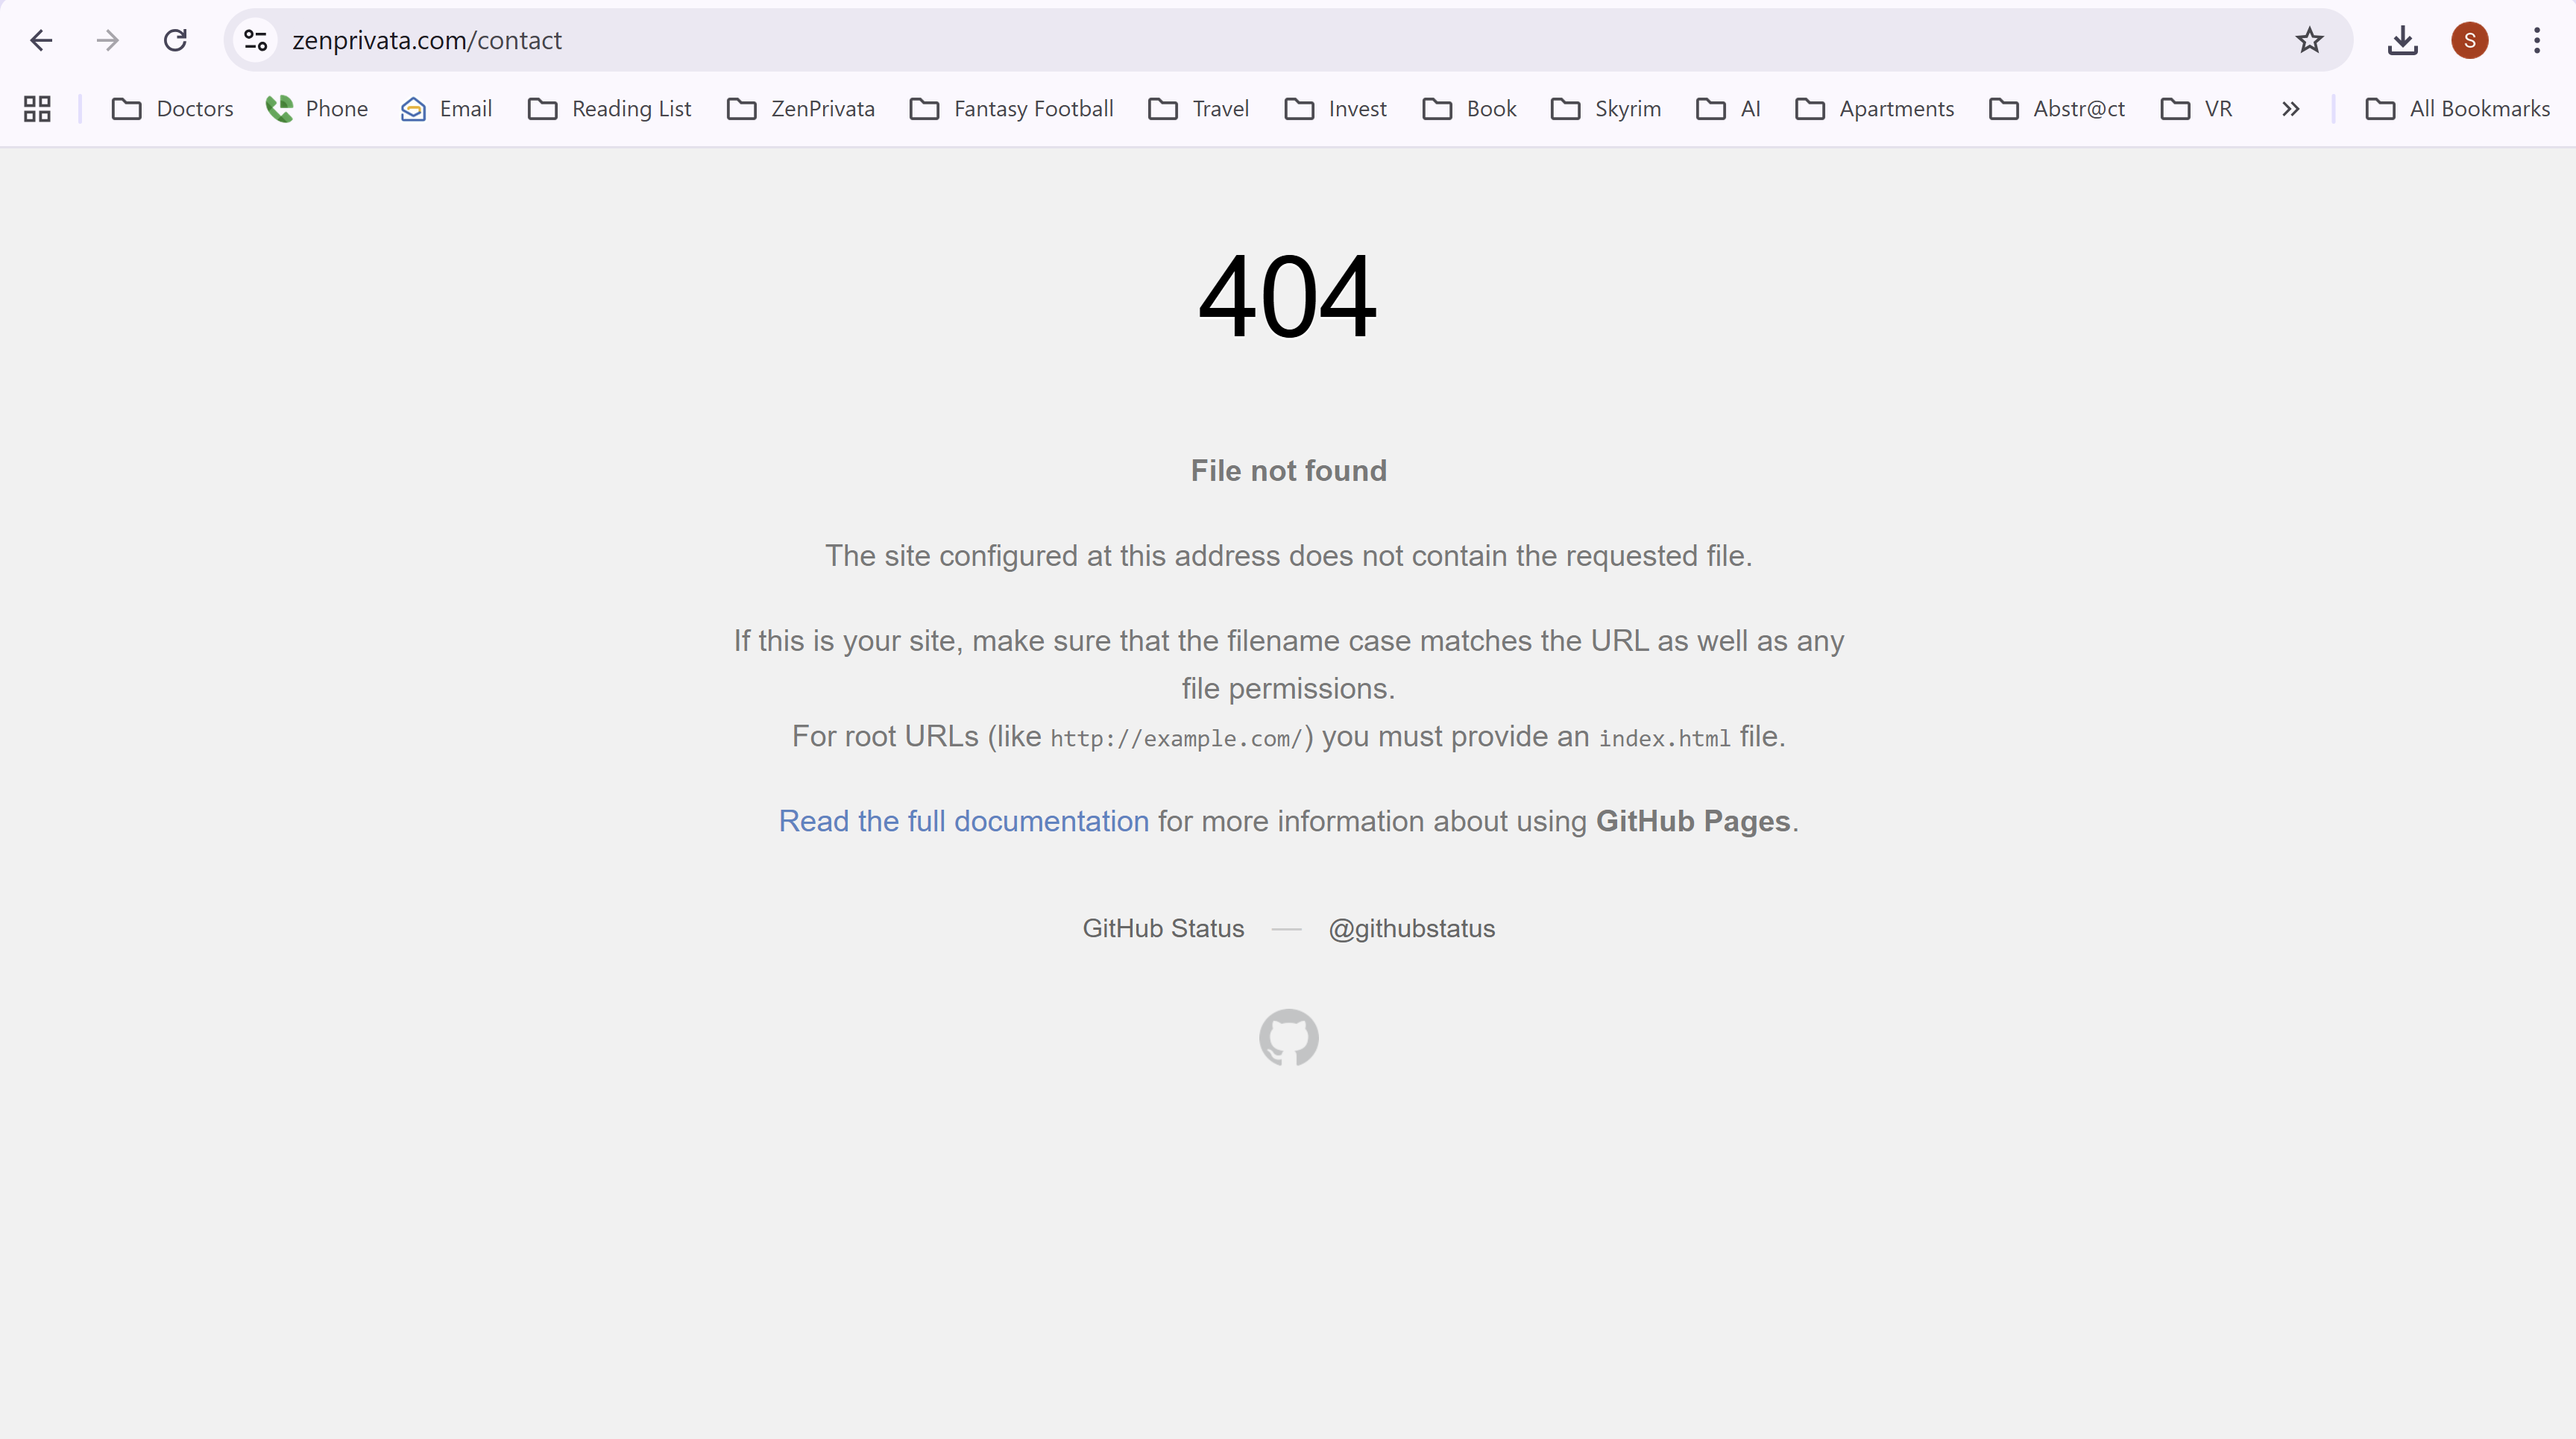 zenprivata.com/contact
S
Doctors Phone Email Reading List ZenPrivata Fantasy Football Travel Invest Book Skyrim AI Apartments Abstr@ct VR All Bookmarks
404
File not found
The site configured at this address does not contain the requested file.
If this is your site, make sure that the filename case matches the URL as well as any
file permissions.
For root URLs (like http://example.com/) you must provide an index.html file.
Read the full documentation for more information about using GitHub Pages.
GitHub Status — @githubstatus